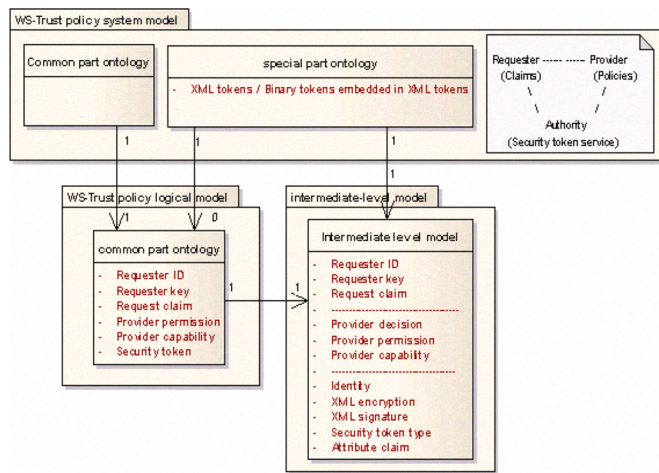 WS-Trust policy system model
Common part ontology
special part ontology
- XML tokens / Binary tokens embedded in XML tokens
Requester ---- ---- --- Provider
(Claims) (Policies)
\ /
\ /
Authority
(Security token service)
1
1
1
1
0
1
WS-Trust policy logical model
common part ontology
- Requester ID
- Requester key
- Request claim
- Provider permission
- Provider capability
- Security token
1
1
intermediate-level model
Intermediate level model
- Requester ID
- Requester key
- Request claim
- -----------------------------
- Provider decision
- Provider permission
- Provider capability
- -----------------------------
- Identity
- XML encryption
- XML signature
- Security token type
- Attribute claim